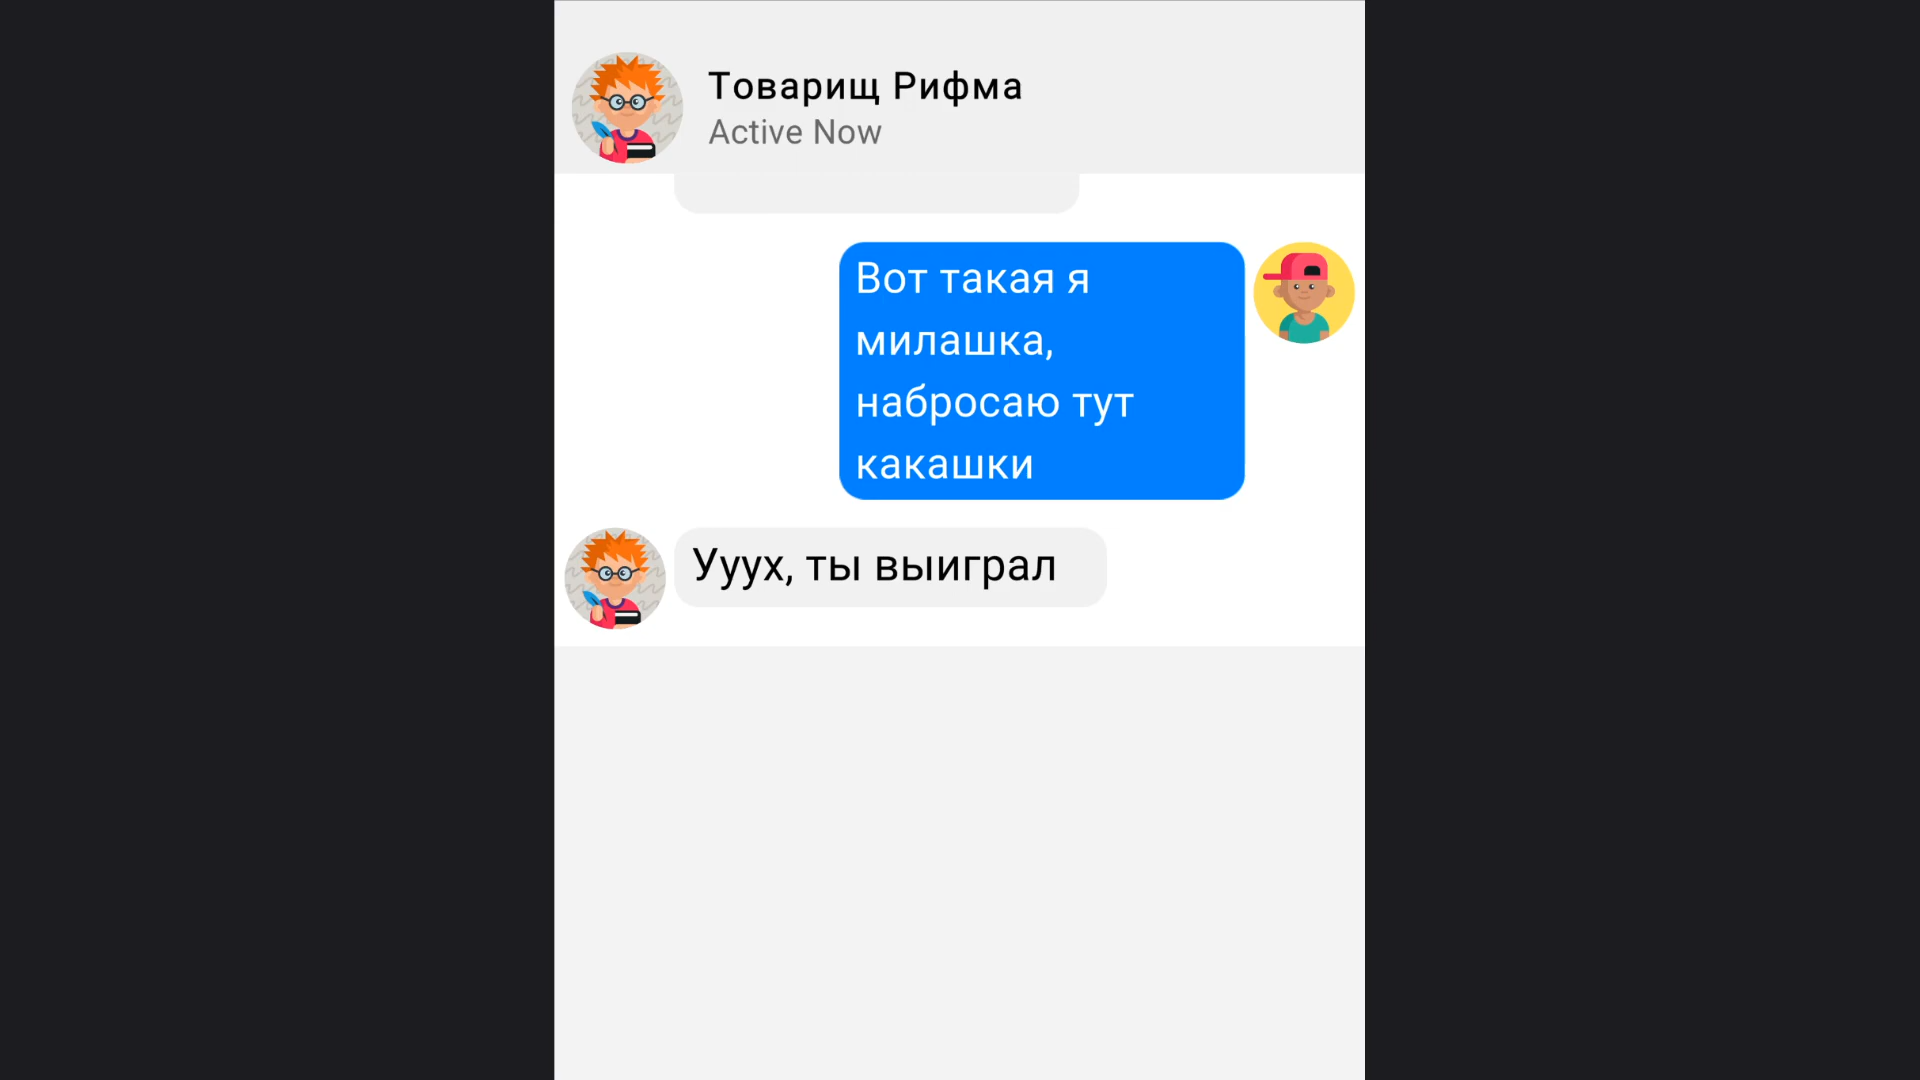 Товарищ Рифма
Active Now
Вот такая я
милашка,
набросаю тут
какашки
Ууух, ты выиграл